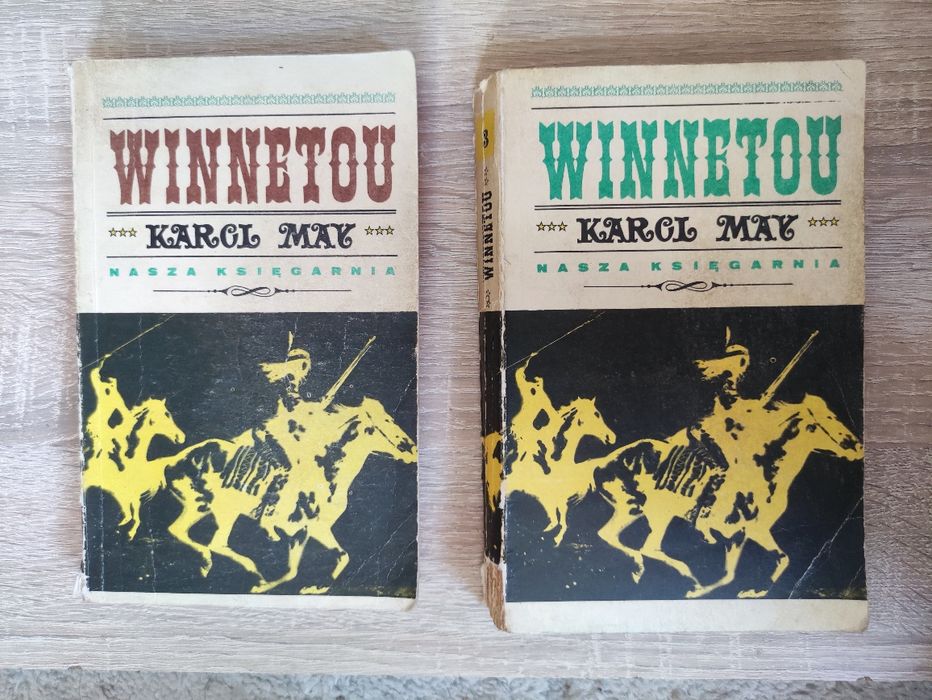 WINNETOU
*** KAROL MAY ***
NASZA KSIĘGARNIA
3
*** WINNETOU ***
WINNETOU
*** KAROL MAY ***
NASZA KSIĘGARNIA